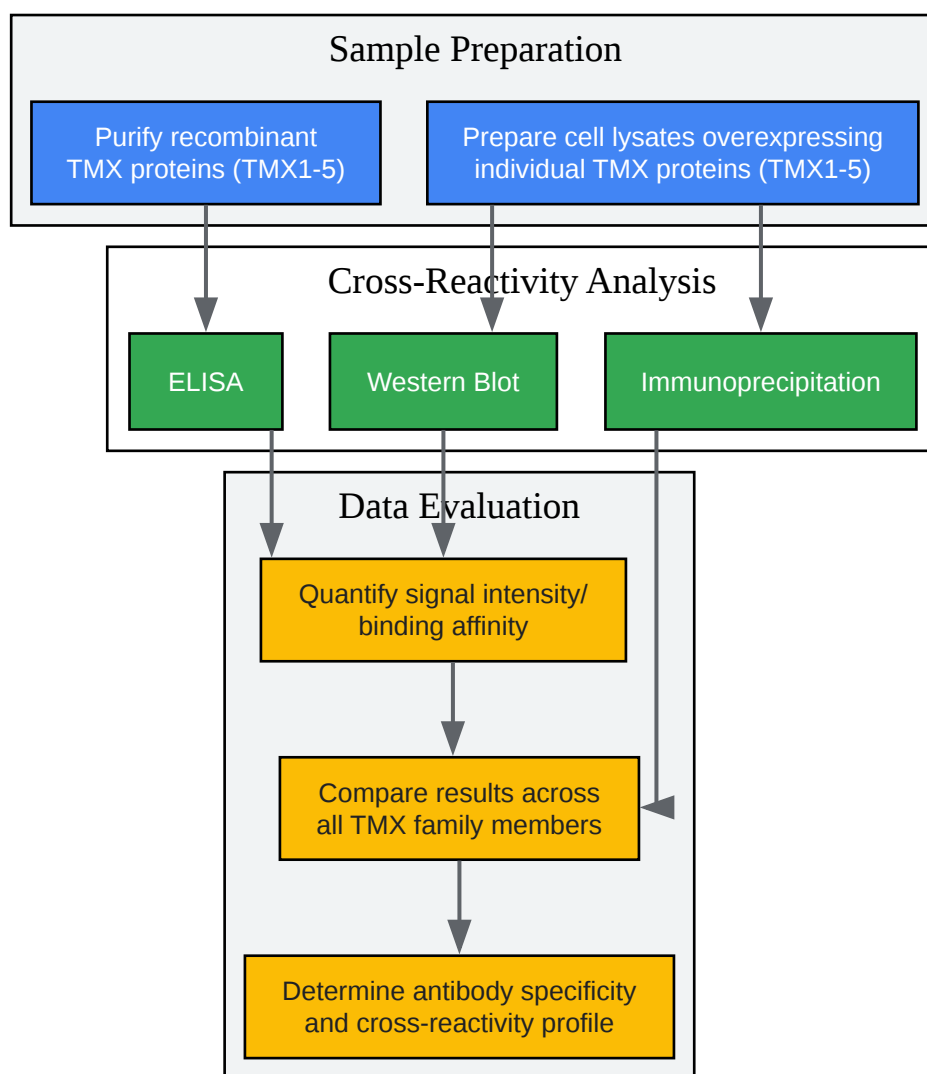 Sample Preparation
Purify recombinant
TMX proteins (TMX1-5)
Prepare cell lysates overexpressing
individual TMX proteins (TMX1-5)
Cross-Reactivity Analysis
ELISA
Western Blot
Immunoprecipitation
Data Evaluation
Quantify signal intensity/
binding affinity
Compare results across
all TMX family members
Determine antibody specificity
and cross-reactivity profile